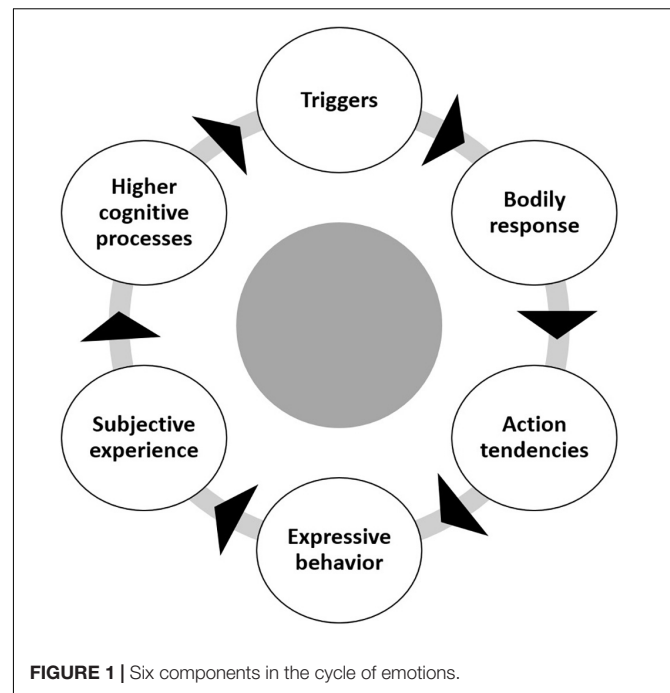 Triggers
Bodily
response
Action
tendencies
Expressive
behavior
Subjective
experience
Higher
cognitive
processes
FIGURE 1 | Six components in the cycle of emotions.